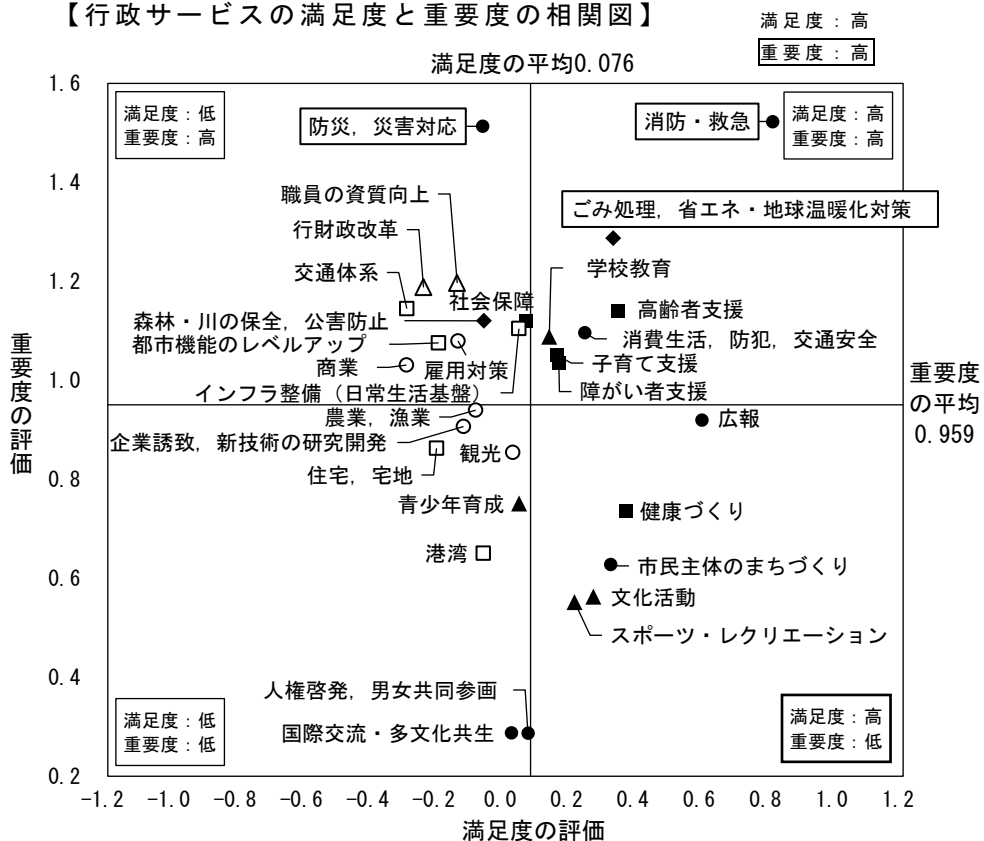 【行政サービスの満足度と重要度の相関図】
満足度：高
重要度：高
満足度の平均0.076
1.6
満足度：低
重要度：高
防災，災害対応
消防・救急
満足度：高
重要度：高
1.4
職員の資質向上
ごみ処理，省エネ・地球温暖化対策
行財政改革
1.2
交通体系
学校教育
社会保障
高齢者支援
森林・川の保全，公害防止
消費生活，防犯，交通安全
都市機能のレベルアップ
商業
雇用対策
子育て支援
1.0
インフラ整備（日常生活基盤）
障がい者支援
重要度
の平均
0.959
農業，漁業
広報
企業誘致，新技術の研究開発
観光
住宅，宅地
0.8
青少年育成
健康づくり
港湾
市民主体のまちづくり
0.6
文化活動
スポーツ・レクリエーション
0.4
人権啓発，男女共同参画
国際交流・多文化共生
満足度：低
重要度：低
満足度：高
重要度：低
0.2
重要度の評価
-1.2 -1.0 -0.8 -0.6 -0.4 -0.2 0.0 0.2 0.4 0.6 0.8 1.0 1.2
満足度の評価